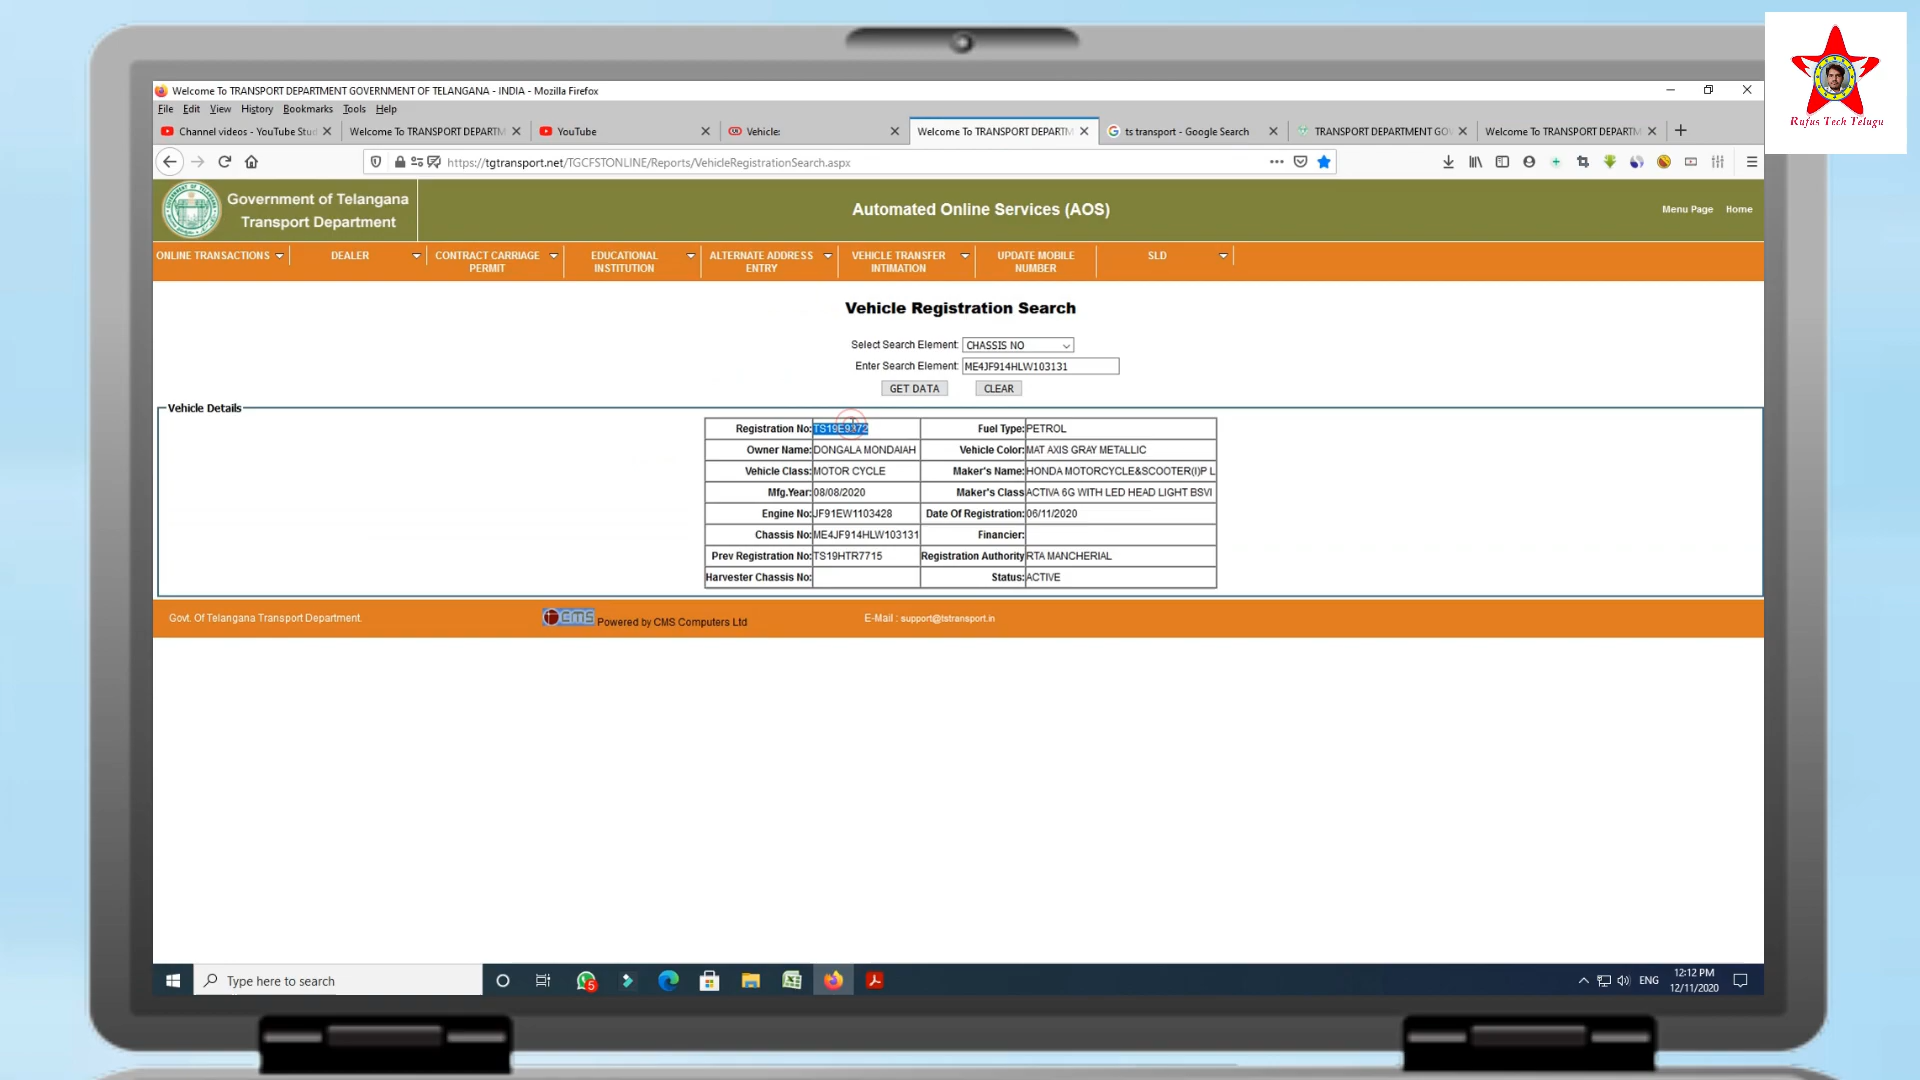 Rufus Tech Telugu
Welcome To TRANSPORT DEPARTMENT GOVERNMENT OF TELANGANA - INDIA - Mozilla Firefox
File Edit View History Bookmarks Tools Help
Channel videos - YouTube Stud Welcome To TRANSPORT DEPARTM YouTube Vehicle: Welcome To TRANSPORT DEPARTM ts transport - Google Search TRANSPORT DEPARTMENT GOV Welcome To TRANSPORT DEPARTM
https://tgtransport.net/TGCFSTONLINE/Reports/VehicleRegistrationSearch.aspx
Government of Telangana
Transport Department
Automated Online Services (AOS)
Menu Page Home
ONLINE TRANSACTIONS DEALER CONTRACT CARRIAGE EDUCATIONAL ALTERNATE ADDRESS VEHICLE TRANSFER UPDATE MOBILE SLD
PERMIT INSTITUTION ENTRY INTIMATION NUMBER
Vehicle Registration Search
Select Search Element: CHASSIS NO
Enter Search Element: ME4JF914HLW103131
GET DATA CLEAR
Vehicle Details
Registration No: TS19E9372 Fuel Type: PETROL
Owner Name: DONGALA MONDAIAH Vehicle Color: MAT AXIS GRAY METALLIC
Vehicle Class: MOTOR CYCLE Maker's Name: HONDA MOTORCYCLE&SCOOTER(I)P L
Mfg.Year: 08/08/2020 Maker's Class ACTIVA 6G WITH LED HEAD LIGHT BSVI
Engine No: JF91EW1103428 Date Of Registration: 06/11/2020
Chassis No: ME4JF914HLW103131 Financier:
Prev Registration No: TS19HTR7715 Registration Authority RTA MANCHERIAL
Harvester Chassis No: Status: ACTIVE
Govt. Of Telangana Transport Department. CMS Powered by CMS Computers Ltd E-Mail : support@tstransport.in
Type here to search 5 ENG 12:12 PM
12/11/2020